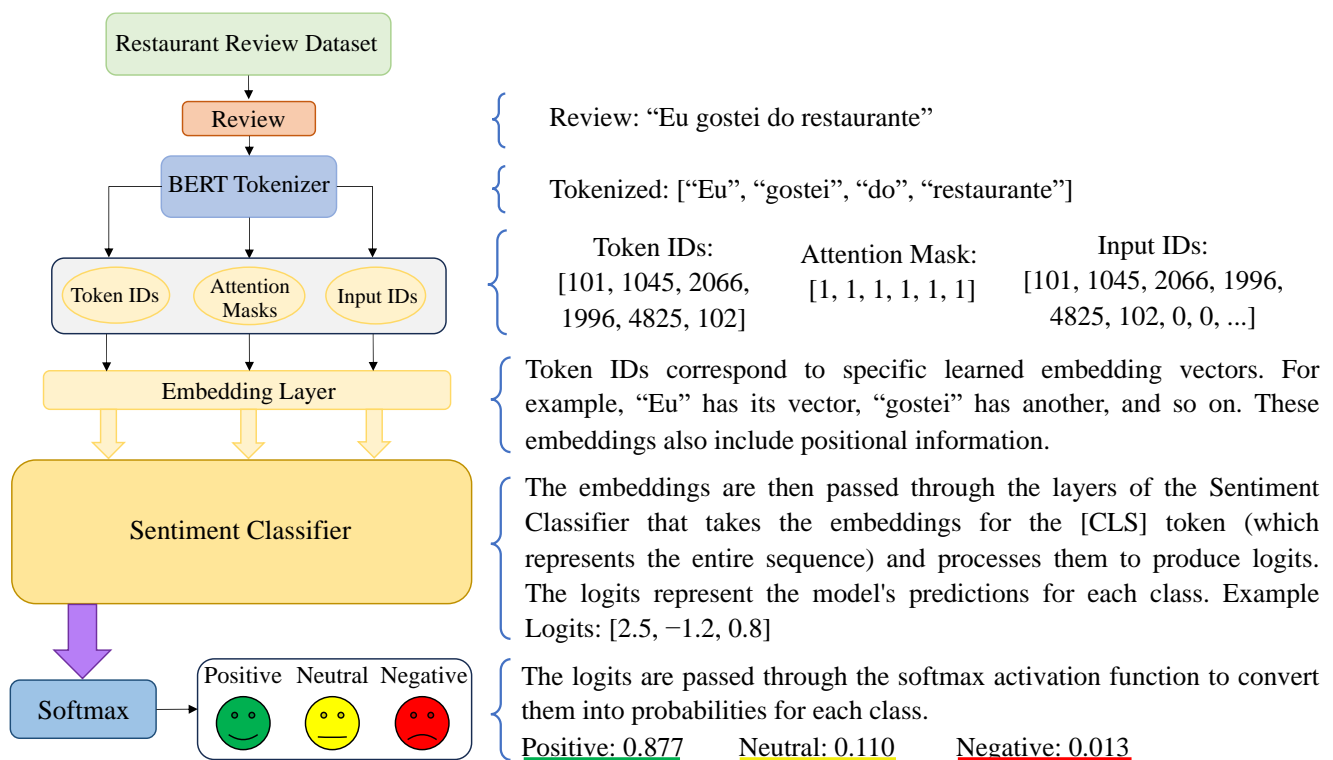 Restaurant Review Dataset
Review
Review: “Eu gostei do restaurante”
BERT Tokenizer
Tokenized: [“Eu”, “gostei”, “do”, “restaurante”]
Token IDs
Attention
Masks
Input IDs
Token IDs:
[101, 1045, 2066,
1996, 4825, 102]
Attention Mask:
[1, 1, 1, 1, 1, 1]
Input IDs:
[101, 1045, 2066, 1996,
4825, 102, 0, 0, ...]
Embedding Layer
Token IDs correspond to specific learned embedding vectors. For
example, “Eu” has its vector, “gostei” has another, and so on. These
embeddings also include positional information.
Sentiment Classifier
The embeddings are then passed through the layers of the Sentiment
Classifier that takes the embeddings for the [CLS] token (which
represents the entire sequence) and processes them to produce logits.
The logits represent the model's predictions for each class. Example
Logits: [2.5, −1.2, 0.8]
Softmax
Positive Neutral Negative
The logits are passed through the softmax activation function to convert
them into probabilities for each class.
Positive: 0.877 Neutral: 0.110 Negative: 0.013